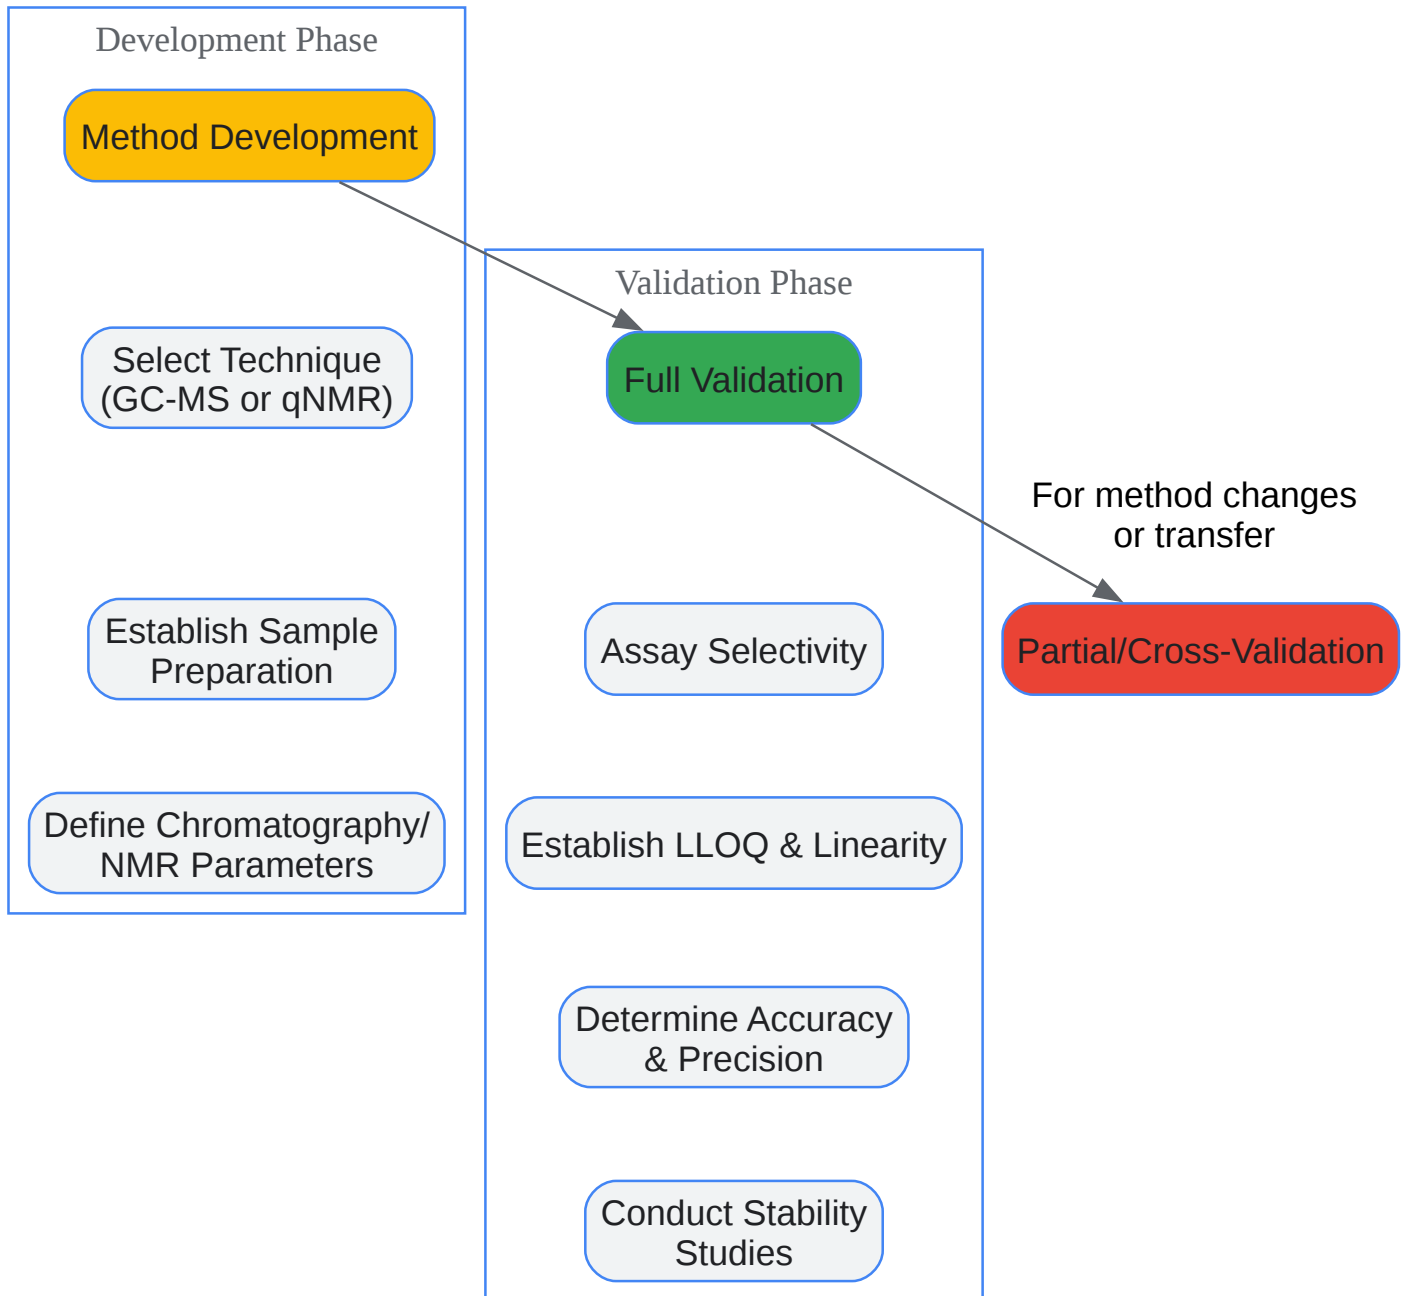 Development Phase
Method Development
Select Technique
(GC-MS or qNMR)
Establish Sample
Preparation
Define Chromatography/
NMR Parameters
Validation Phase
Full Validation
Assay Selectivity
Establish LLOQ & Linearity
Determine Accuracy
& Precision
Conduct Stability
Studies
For method changes
or transfer
Partial/Cross-Validation